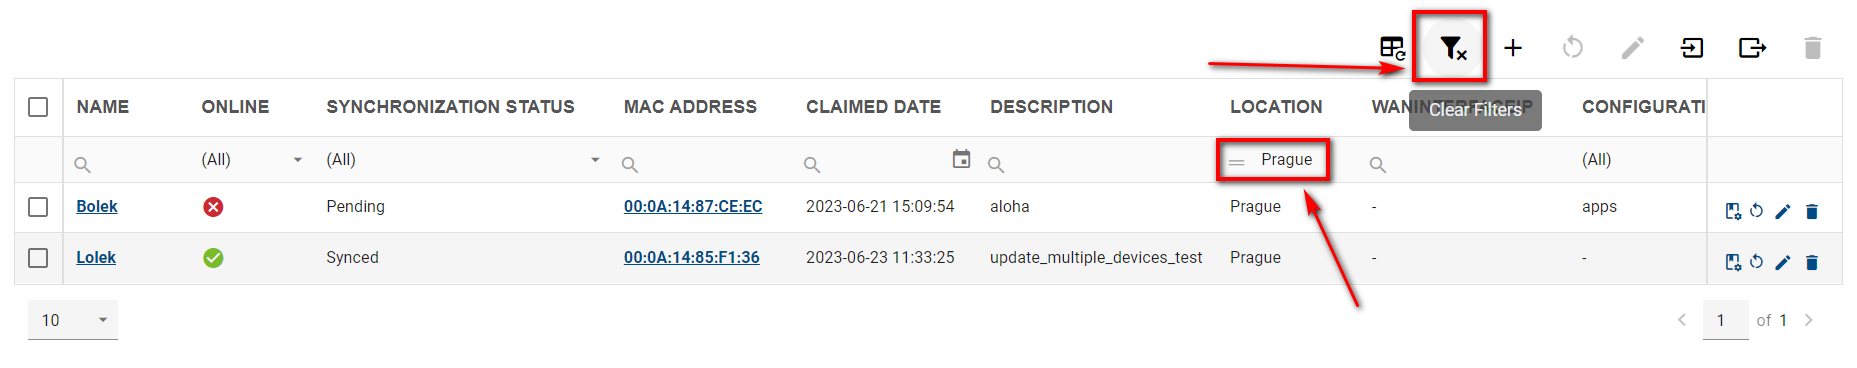 NAME ONLINE SYNCHRONIZATION STATUS MAC ADDRESS CLAIMED DATE DESCRIPTION LOCATION WANINTERFACEIP CONFIGURATI
Clear Filters
(All) (All) Prague (All)
Bolek Pending 00:0A:14:87:CE:EC 2023-06-21 15:09:54 aloha Prague - apps
Lolek Synced 00:0A:14:85:F1:36 2023-06-23 11:33:25 update_multiple_devices_test Prague - -
10 1 of 1